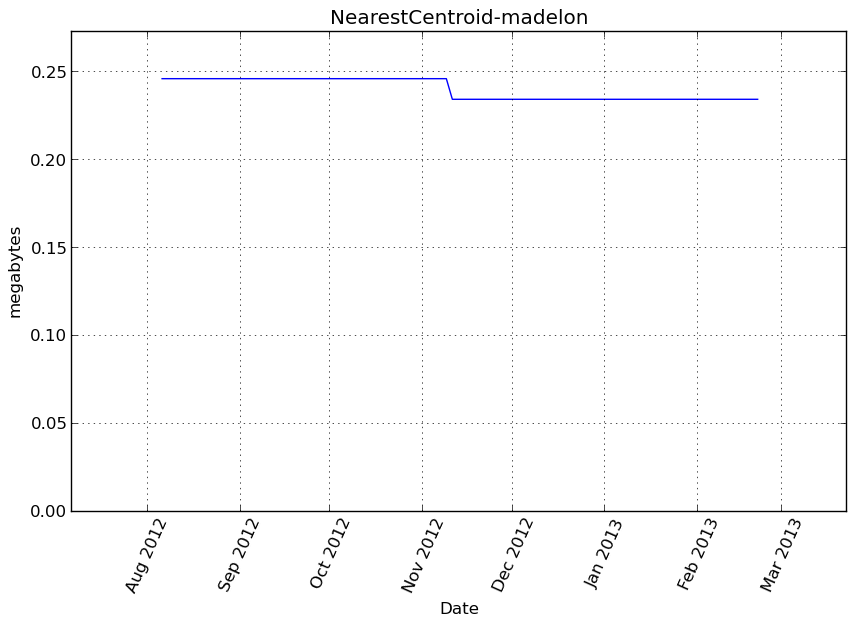 NearestCentroid-madelon
0.25
0.20
0.15
0.10
0.05
0.00
megabytes
Aug 2012
Sep 2012
Oct 2012
Nov 2012
Dec 2012
Jan 2013
Feb 2013
Mar 2013
Date